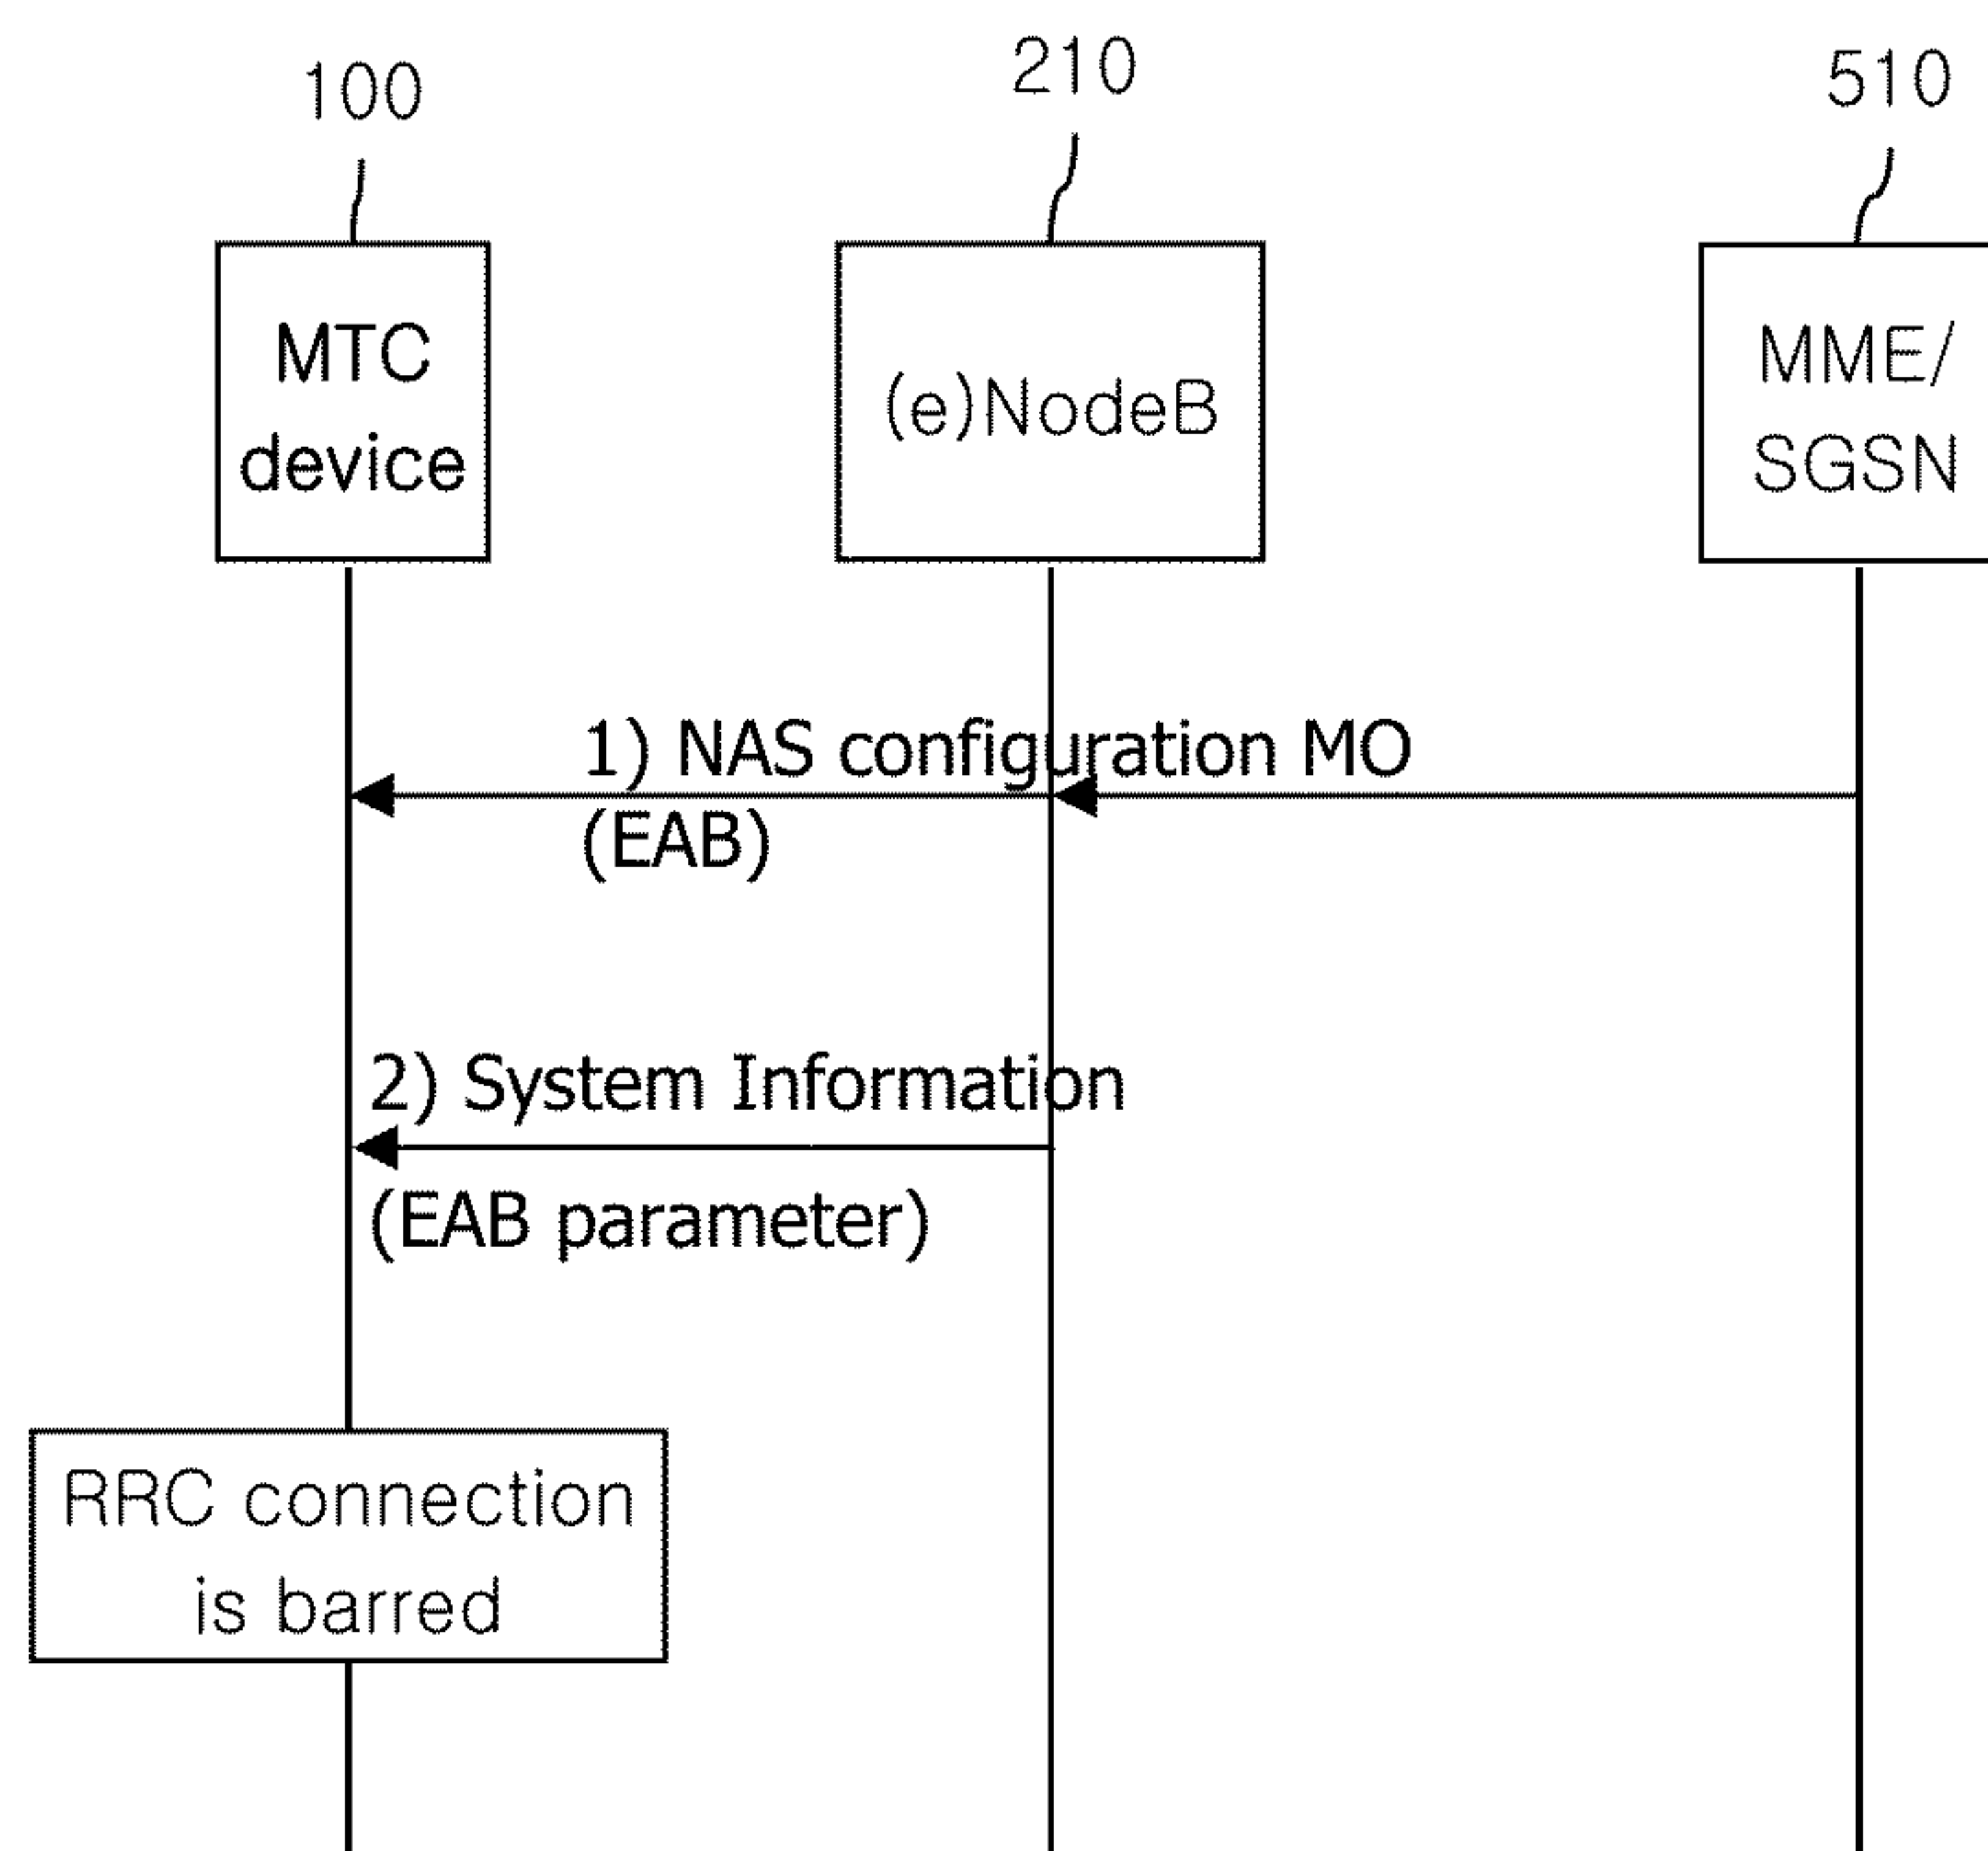 100
210
510
MTC
device
(e)NodeB
MME/
SGSN
1) NAS configuration MO
(EAB)
2) System Information
(EAB parameter)
RRC connection
is barred